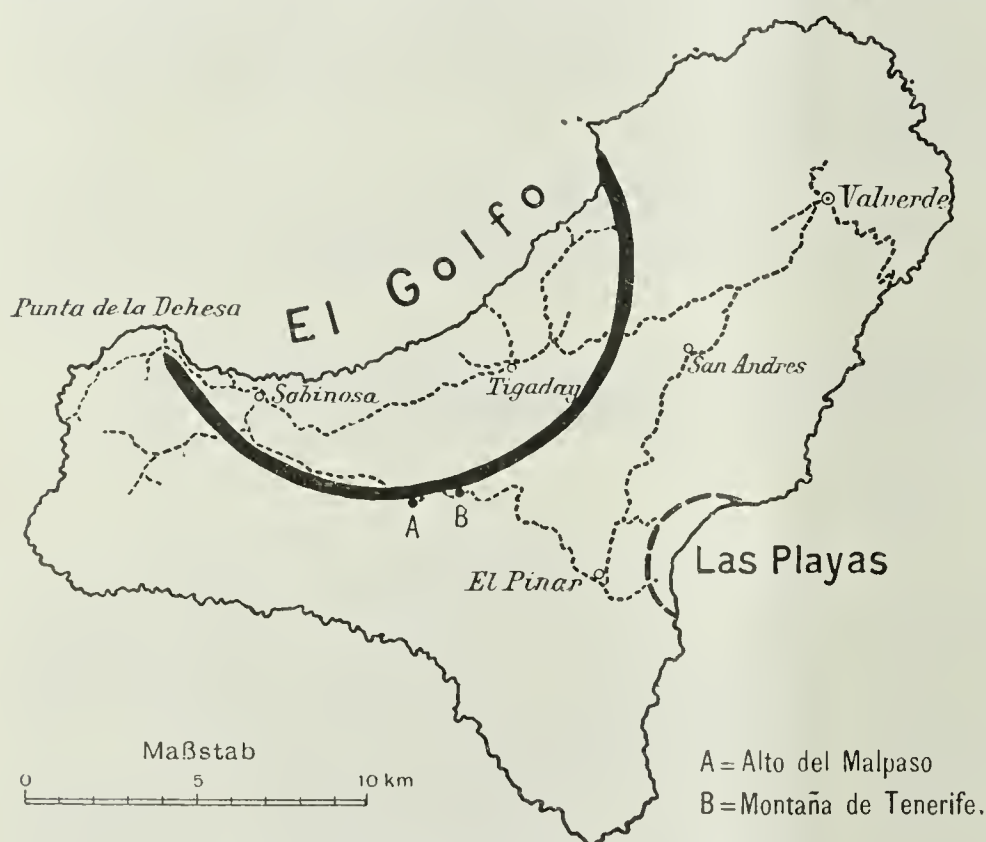 El Golfo
Valverde
Punta de la Dehesa
San Andres
Tigaday
Sabinosa
A
B
Las Playas
El Pinar
Maßstab
0 5 10 km
A = Alto del Malpaso
B = Montaña de Tenerife.